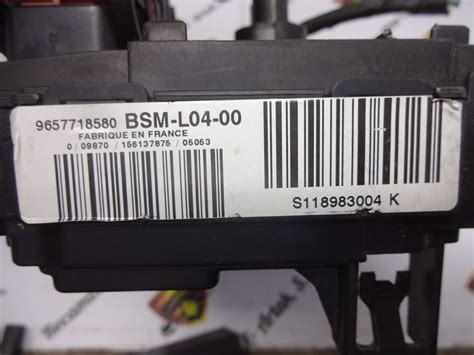 9657718580 BSM-L04-00
FABRIQUE EN FRANCE
0 / 09870 / 156137875 / 05053
S118983004 K